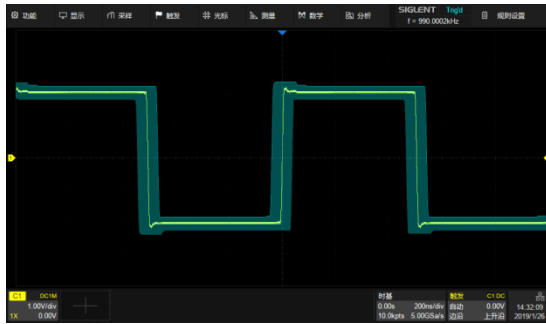 功能 显示 采样 触发 光标 测量 数学 分析 SIGLENT Trig'd 规则设置
f = 990.0002kHz
C1 DC1M
1.00V/div
1X 0.00V
时基
0.00s 200ns/div
10.0kpts 5.00GSa/s
触发 C1 DC
自动 0.00V
边沿 上升沿
14:32:09
2019/1/26